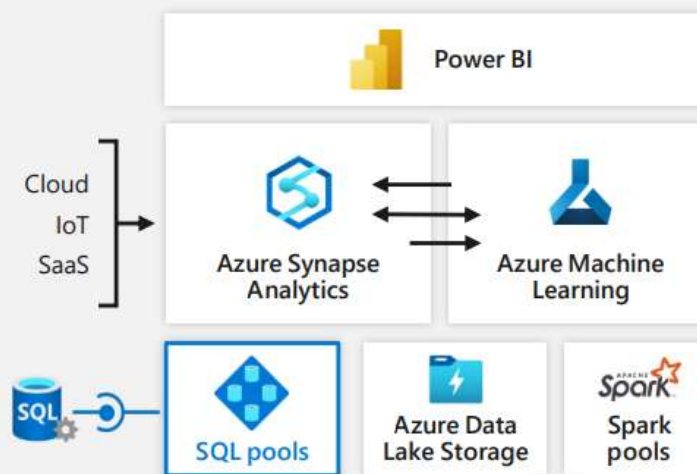 Power BI
Cloud
IoT
SaaS
Azure Synapse
Analytics
Azure Machine
Learning
SQL
SQL pools
Azure Data
Lake Storage
APACHE
Spark
Spark
pools